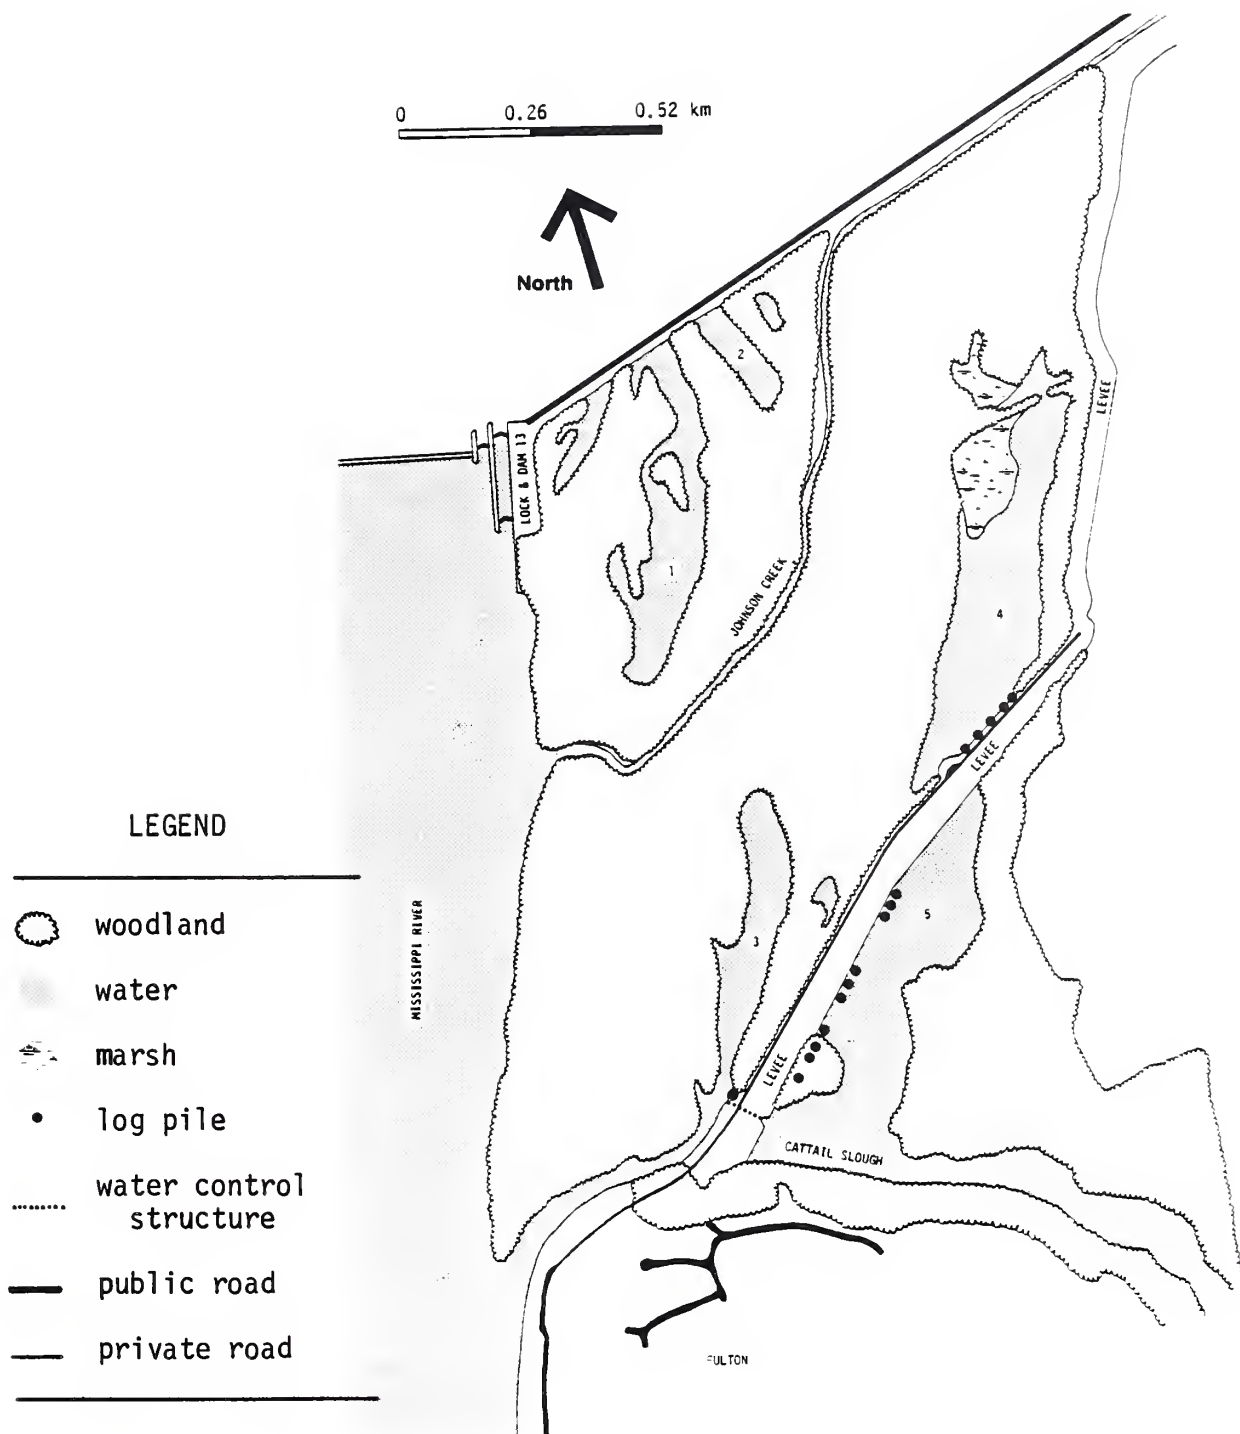 0 0.26 0.52 km
North
2
LEVEE
LOCK & DAM 13
1
JOHNSON CREEK
4
LEVEE
LEGEND
woodland
MISSISSIPPI RIVER
5
3
water
marsh
LEVEE
log pile
CATTAIL SLOUGH
water control
structure
public road
private road
FULTON